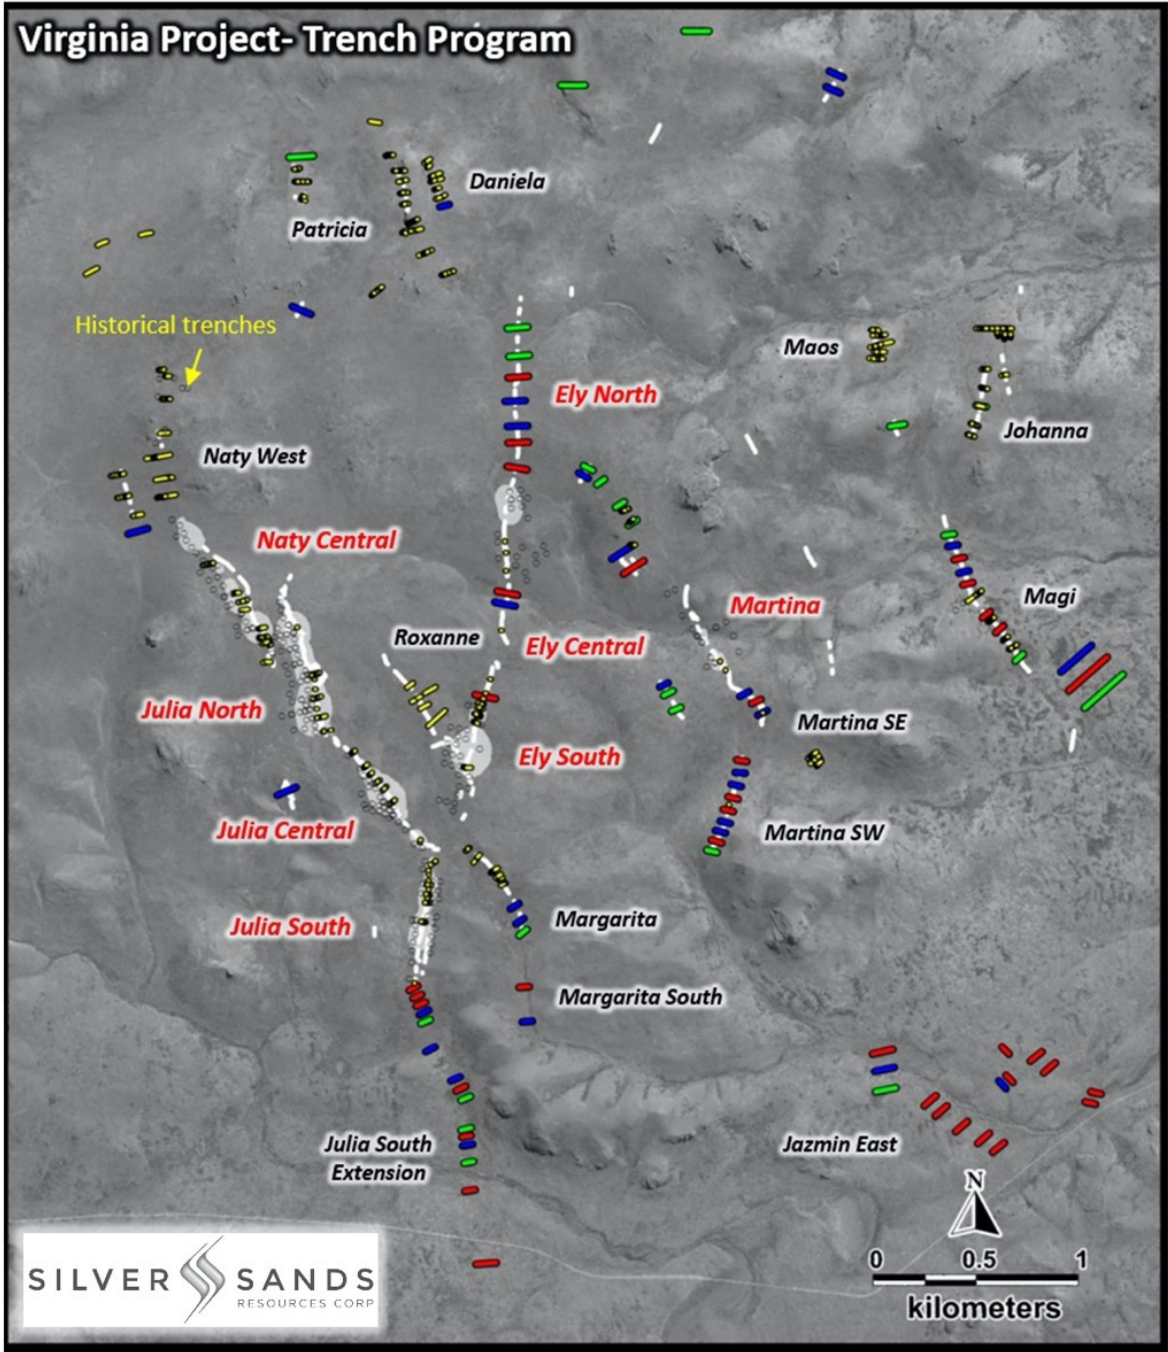 Virginia Project- Trench Program
Daniela
Patricia
Historical trenches
Maos
Ely North
Johanna
Naty West
Naty Central
Magi
Martina
Roxanne
Ely Central
Julia North
Martina SE
Ely South
Julia Central
Martina SW
Margarita
Julia South
Margarita South
Julia South
Extension
Jazmin East
N
0 0.5 1
kilometers
SILVER SANDS
RESOURCES CORP